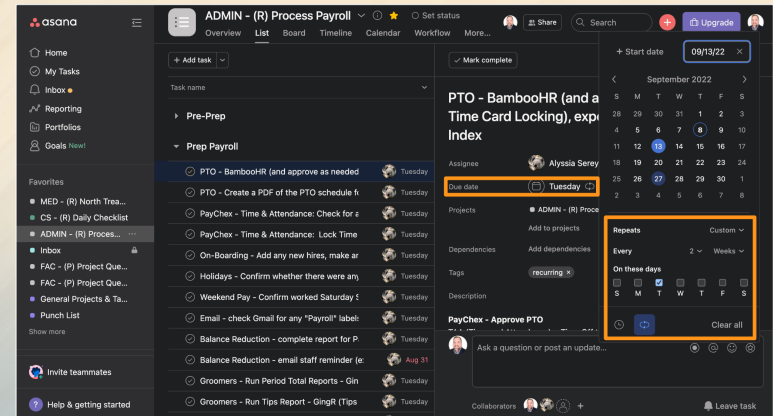 asana
Home
My Tasks
Inbox
Reporting
Portfolios
Goals New!
Favorites
MED - (R) North Trea...
CS - (R) Daily Checklist
ADMIN - (R) Proces... ...
Inbox
FAC - (P) Project Que...
FAC - (P) Project Que...
General Projects & Ta...
Punch List
Show more
Invite teammates
? Help & getting started
ADMIN - (R) Process Payroll
Set status
Overview List Board Timeline Calendar Workflow More...
Share
Search
Upgrade
+ Add task
Task name
Pre-Prep
Prep Payroll
PTO - BambooHR (and approve as needed Tuesday
PTO - Create a PDF of the PTO schedule fo Tuesday
PayChex - Time & Attendance: Check for a Tuesday
PayChex - Time & Attendance: Lock Time Tuesday
On-Boarding - Add any new hires, make ar Tuesday
Holidays - Confirm whether there were any Tuesday
Weekend Pay - Confirm worked Saturday S Tuesday
Email - check Gmail for any "Payroll" labels Tuesday
Balance Reduction - complete report for P Tuesday
Balance Reduction - email staff reminder (e: Aug 31
Groomers - Run Period Total Reports - Gin Tuesday
Groomers - Run Tips Report - GingR (Tips Tuesday
Mark complete
PTO - BambooHR (and a
Time Card Locking), expo
Index
Assignee Alyssia Serey
Due date Tuesday
Projects ADMIN - (R) Proce
Add to projects
Dependencies Add dependencies
Tags recurring ×
Description
PayChex - Approve PTO
Ask a question or post an update...
Collaborators +
Leave task
+ Start date 09/13/22 ×
September 2022
S M T W T F S
28 29 30 31 1 2 3
4 5 6 7 8 9 10
11 12 13 14 15 16 17
18 19 20 21 22 23 24
25 26 27 28 29 30 1
2 3 4 5 6 7 8
Repeats Custom
Every 2 Weeks
On these days
S M T W T F S
Clear all